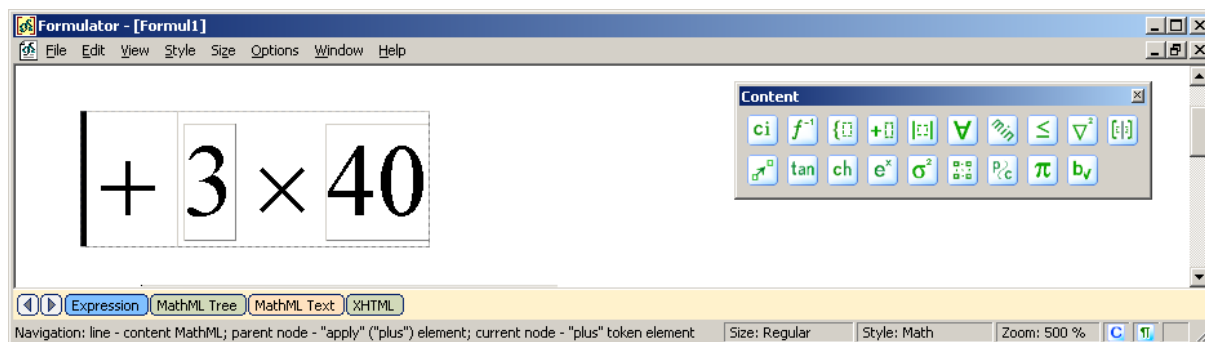 Formulator - [Formul1]
File Edit View Style Size Options Window Help
+ 3 × 40
Content
ci f⁻¹ {▯ +▯ |▯| ∀ min ≤ ∇² [▯|▯]
tan ch eˣ σ² P/C π b√
Expression MathML Tree MathML Text XHTML
Navigation: line - content MathML; parent node - "apply" ("plus") element; current node - "plus" token element Size: Regular Style: Math Zoom: 500 % C ¶